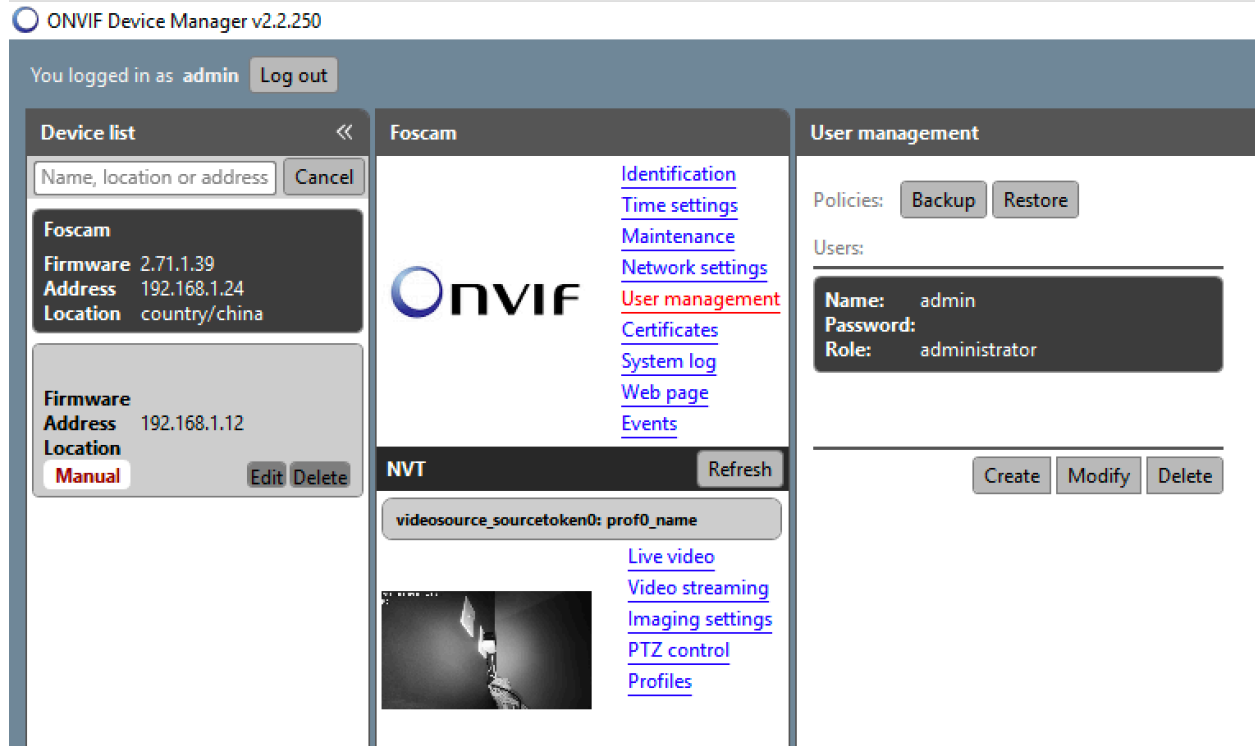 ONVIF Device Manager v2.2.250
You logged in as admin Log out
Device list
Name, location or address Cancel
Foscam
Firmware 2.71.1.39
Address 192.168.1.24
Location country/china
Firmware
Address 192.168.1.12
Location
Manual Edit Delete
Foscam
ONVIF
Identification
Time settings
Maintenance
Network settings
User management
Certificates
System log
Web page
Events
NVT Refresh
videosource_sourcetoken0: prof0_name
Live video
Video streaming
Imaging settings
PTZ control
Profiles
User management
Policies: Backup Restore
Users:
Name: admin
Password:
Role: administrator
Create Modify Delete